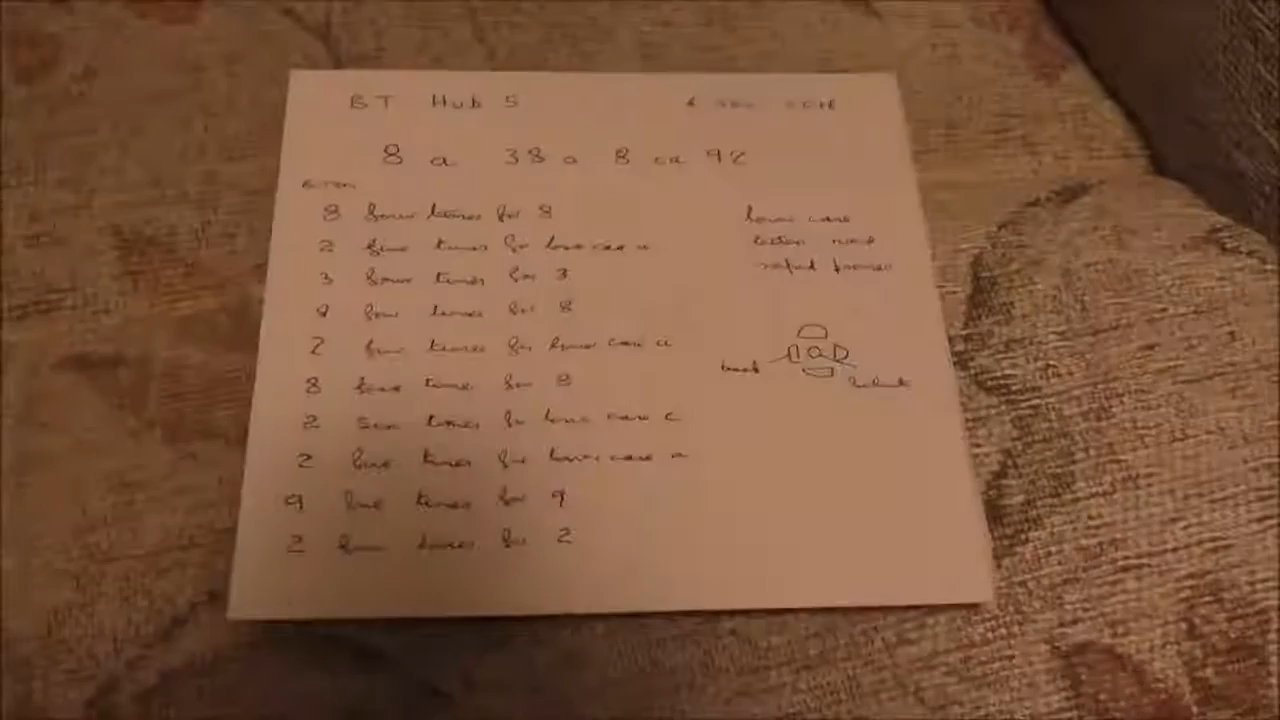 BT Hub 5
8 a 38 a 8 ca 92
8 four times for 8
2 five times for lower case a
3 four times for 3
8 four times for 8
2 five times for lower case a
8 four times for 8
2 six times for lower case c
2 five times for lower case a
9 five times for 9
2 four times for 2
lower case
letters need
back